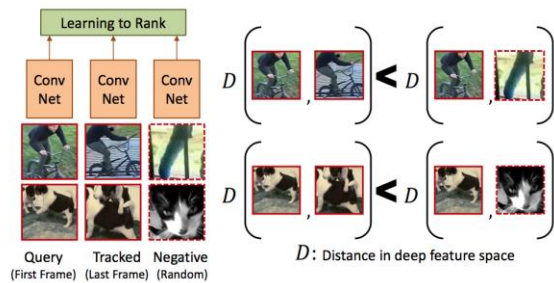 Learning to Rank
Conv
Net
Conv
Net
Conv
Net
Query
(First Frame)
Tracked
(Last Frame)
Negative
(Random)
D ( , ) < D ( , )
D ( , ) < D ( , )
D: Distance in deep feature space